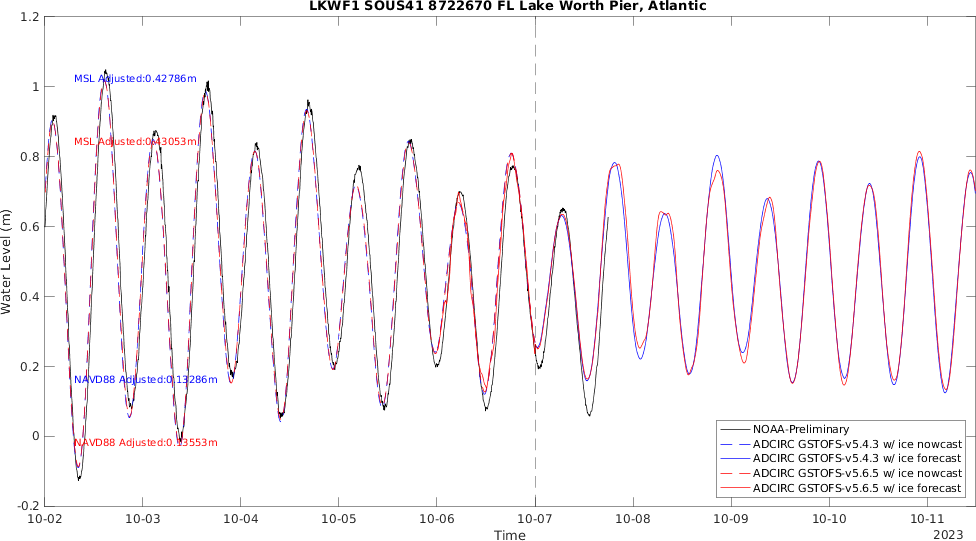 LKWF1 SOUS41 8722670 FL Lake Worth Pier, Atlantic
1.2
1
0.8
0.6
0.4
0.2
0
-0.2
Water Level (m)
MSL Adjusted:0.42786m
MSL Adjusted:0.43053m
NAVD88 Adjusted:0.13286m
NAVD88 Adjusted:0.13553m
NOAA-Preliminary
ADCIRC GSTOFS-v5.4.3 w/ ice nowcast
ADCIRC GSTOFS-v5.4.3 w/ ice forecast
ADCIRC GSTOFS-v5.6.5 w/ ice nowcast
ADCIRC GSTOFS-v5.6.5 w/ ice forecast
10-02 10-03 10-04 10-05 10-06 10-07 10-08 10-09 10-10 10-11
Time
2023